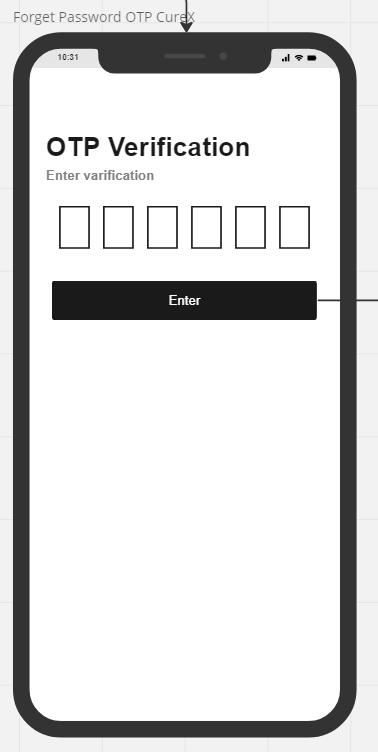 Forget Password OTP CureX
10:31
OTP Verification
Enter varification
Enter